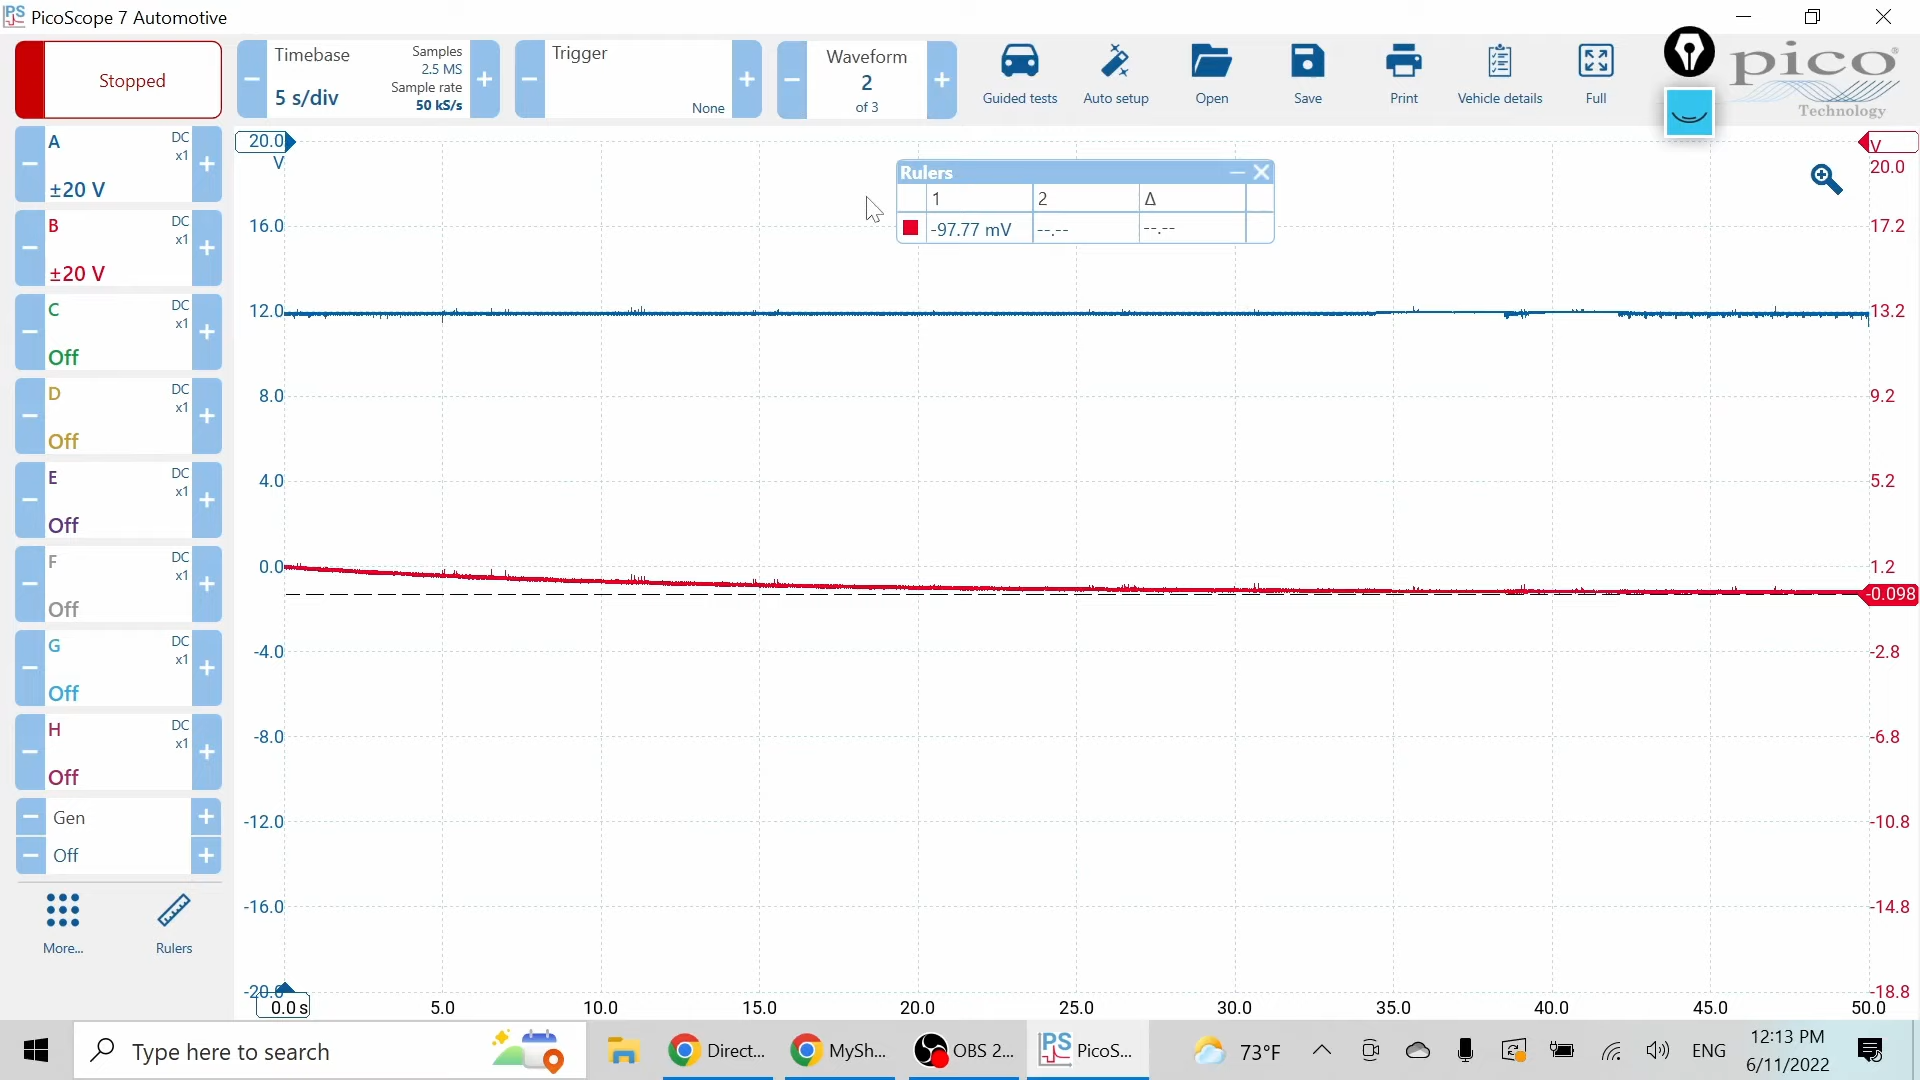 PS PicoScope 7 Automotive
Stopped
Timebase
5 s/div
Samples
2.5 MS
Sample rate
50 kS/s
Trigger
None
Waveform
2
of 3
Guided tests
Auto setup
Open
Save
Print
Vehicle details
Full
pico
Technology
A DC
x1
±20 V
B DC
x1
±20 V
C DC
x1
Off
D DC
x1
Off
E DC
x1
Off
F DC
x1
Off
G DC
x1
Off
H DC
x1
Off
Gen
Off
More...
Rulers
20.0
V
16.0
12.0
8.0
4.0
0.0
-4.0
-8.0
-12.0
-16.0
-20.0
Rulers
1 2 Δ
-97.77 mV --.-- --.--
V
20.0
17.2
13.2
9.2
5.2
1.2
-0.098
-2.8
-6.8
-10.8
-14.8
-18.8
0.0 s 5.0 10.0 15.0 20.0 25.0 30.0 35.0 40.0 45.0 50.0
Type here to search
Direct...
MySh...
OBS 2...
PS PicoS...
73°F
ENG
12:13 PM
6/11/2022